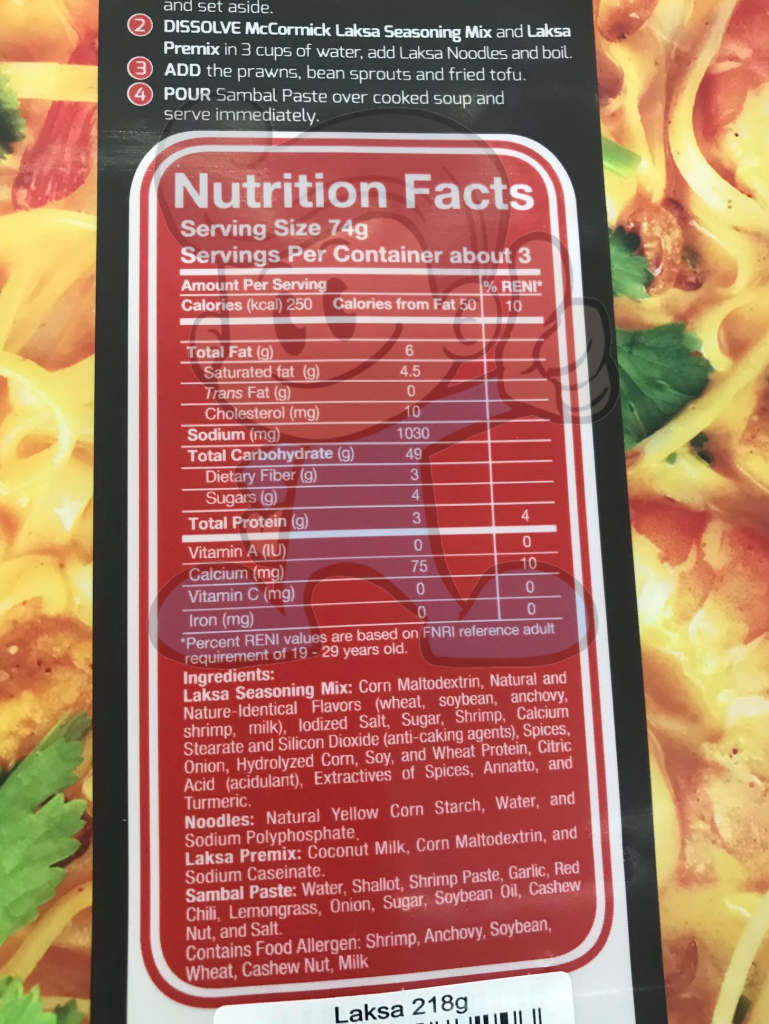 and set aside.
2 DISSOLVE McCormick Laksa Seasoning Mix and Laksa
Premix in 3 cups of water, add Laksa Noodles and boil.
3 ADD the prawns, bean sprouts and fried tofu.
4 POUR Sambal Paste over cooked soup and
serve immediately.
Nutrition Facts
Serving Size 74g
Servings Per Container about 3
Amount Per Serving % RENI*
Calories (kcal) 250 Calories from Fat 50 10
Total Fat (g) 6
Saturated fat (g) 4.5
Trans Fat (g) 0
Cholesterol (mg) 10
Sodium (mg) 1030
Total Carbohydrate (g) 49
Dietary Fiber (g) 3
Sugars (g) 4
Total Protein (g) 3 4
Vitamin A (IU) 0 0
Calcium (mg) 75 10
Vitamin C (mg) 0 0
Iron (mg) 0 0
*Percent RENI values are based on FNRI reference adult
requirement of 19 - 29 years old.
Ingredients:
Laksa Seasoning Mix: Corn Maltodextrin, Natural and
Nature-Identical Flavors (wheat, soybean, anchovy,
shrimp, milk), Iodized Salt, Sugar, Shrimp, Calcium
Stearate and Silicon Dioxide (anti-caking agents), Spices,
Onion, Hydrolyzed Corn, Soy, and Wheat Protein, Citric
Acid (acidulant), Extractives of Spices, Annatto, and
Turmeric.
Noodles: Natural Yellow Corn Starch, Water, and
Sodium Polyphosphate.
Laksa Premix: Coconut Milk, Corn Maltodextrin, and
Sodium Caseinate.
Sambal Paste: Water, Shallot, Shrimp Paste, Garlic, Red
Chili, Lemongrass, Onion, Sugar, Soybean Oil, Cashew
Nut, and Salt.
Contains Food Allergen: Shrimp, Anchovy, Soybean,
Wheat, Cashew Nut, Milk
Laksa 218g